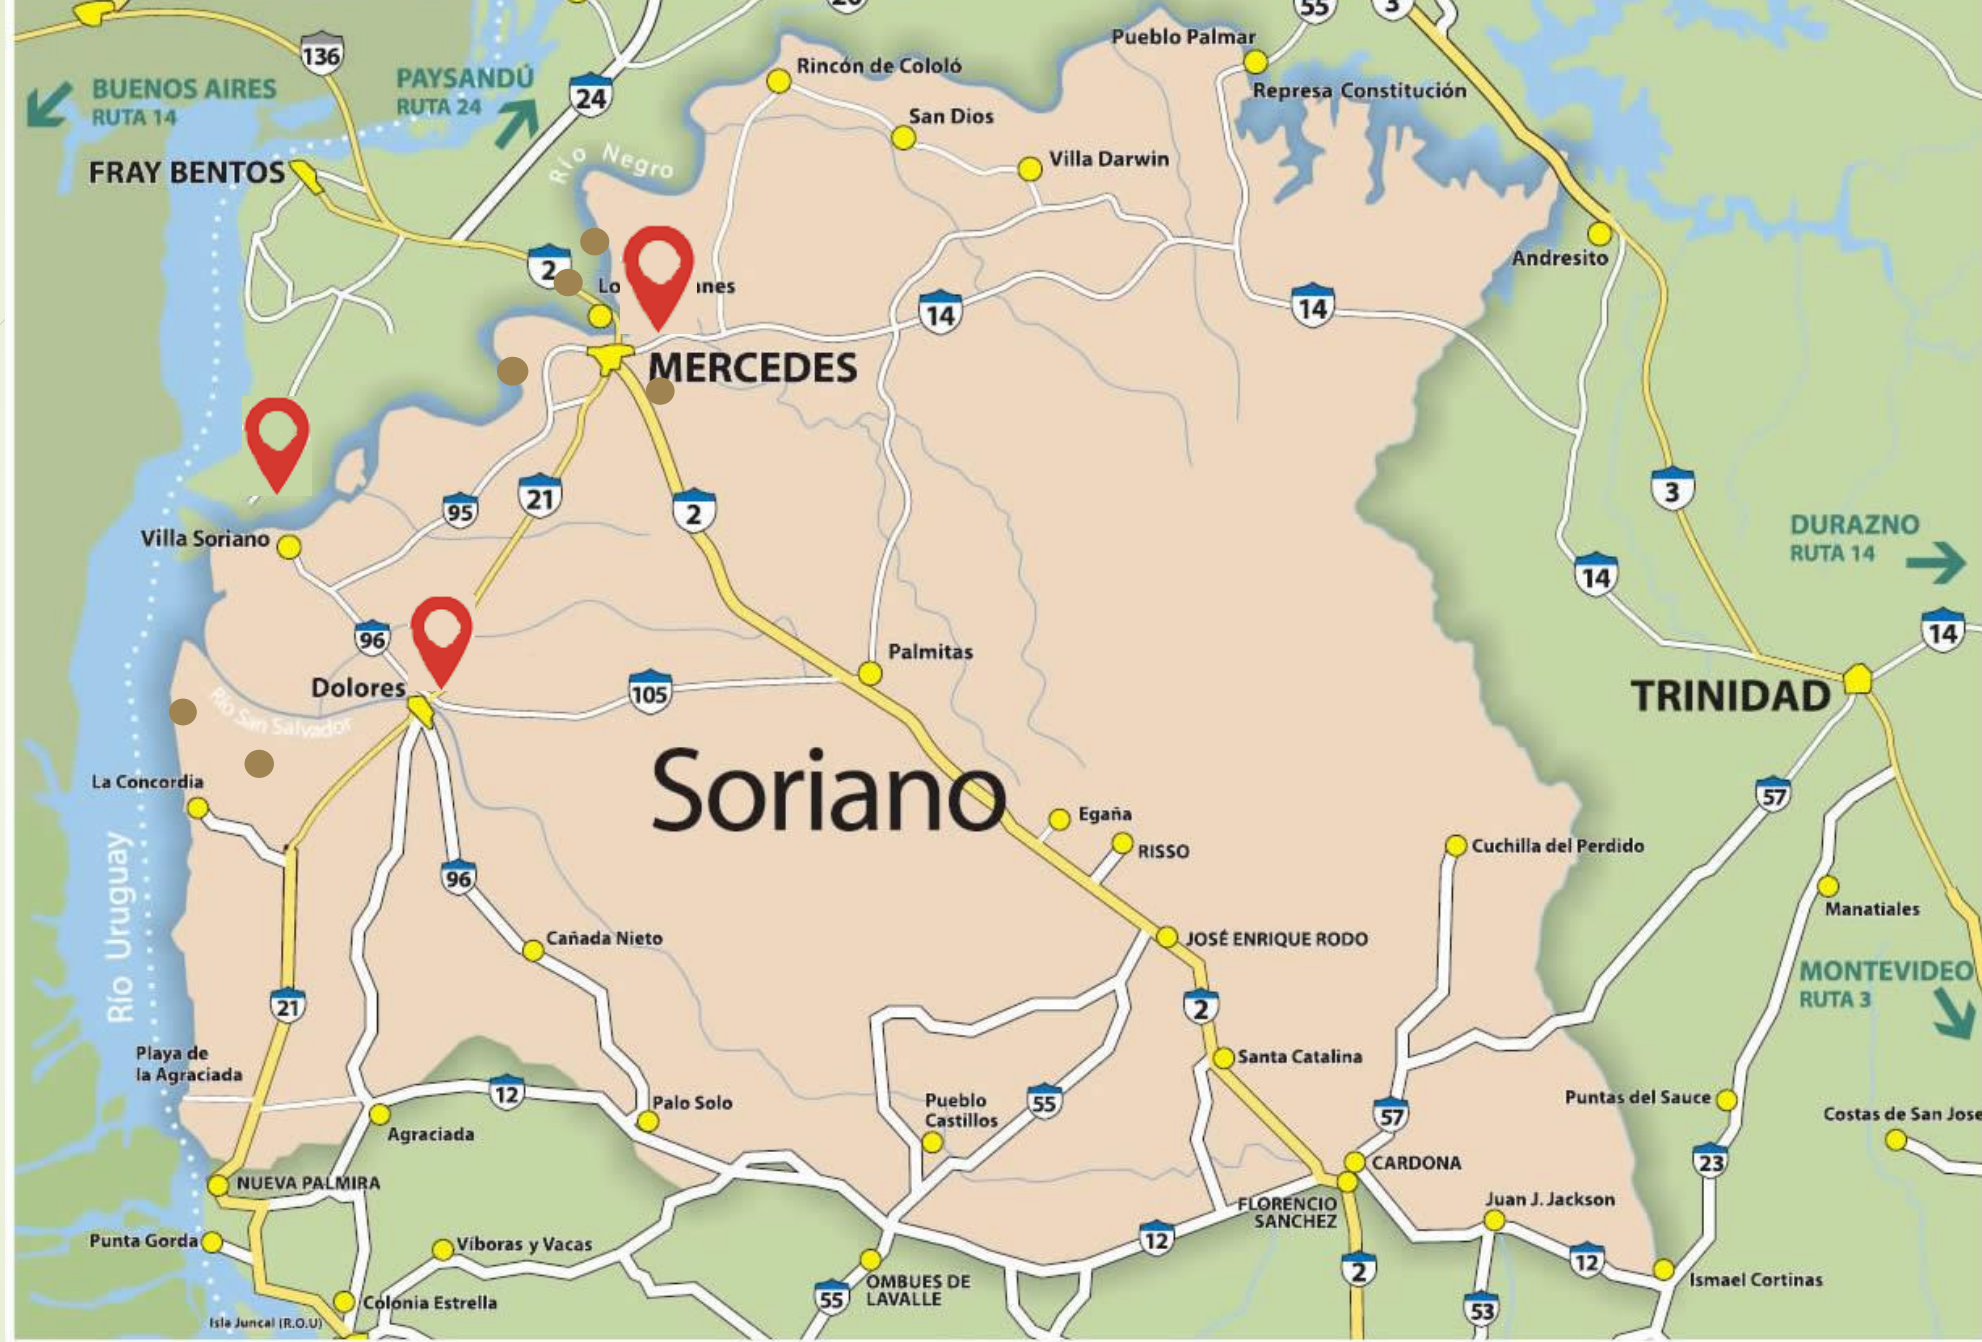 55
3
136
Pueblo Palmar
Rincón de Cololó
BUENOS AIRES
RUTA 14
PAYSANDÚ
RUTA 24
24
Represa Constitución
San Dios
FRAY BENTOS
Río Negro
Villa Darwin
Andresito
2
Lo
nes
14
14
MERCEDES
95
21
2
3
Villa Soriano
DURAZNO
RUTA 14
14
14
96
Dolores
105
Palmitas
TRINIDAD
Río San Salvador
La Concordia
Soriano
57
Egaña
RISSO
Cuchilla del Perdido
96
Río Uruguay
Manatiales
Cañada Nieto
JOSÉ ENRIQUE RODO
MONTEVIDEO
RUTA 3
21
2
Playa de
la Agraciada
Santa Catalina
12
Palo Solo
Pueblo
Castillos
55
57
Puntas del Sauce
Costas de San Jose
Agraciada
NUEVA PALMIRA
CARDONA
23
FLORENCIO
SANCHEZ
Juan J. Jackson
Punta Gorda
Víboras y Vacas
12
12
2
OMBUES DE
LAVALLE
55
Ismael Cortinas
Colonia Estrella
53
Isla Juncal (R.O.U)